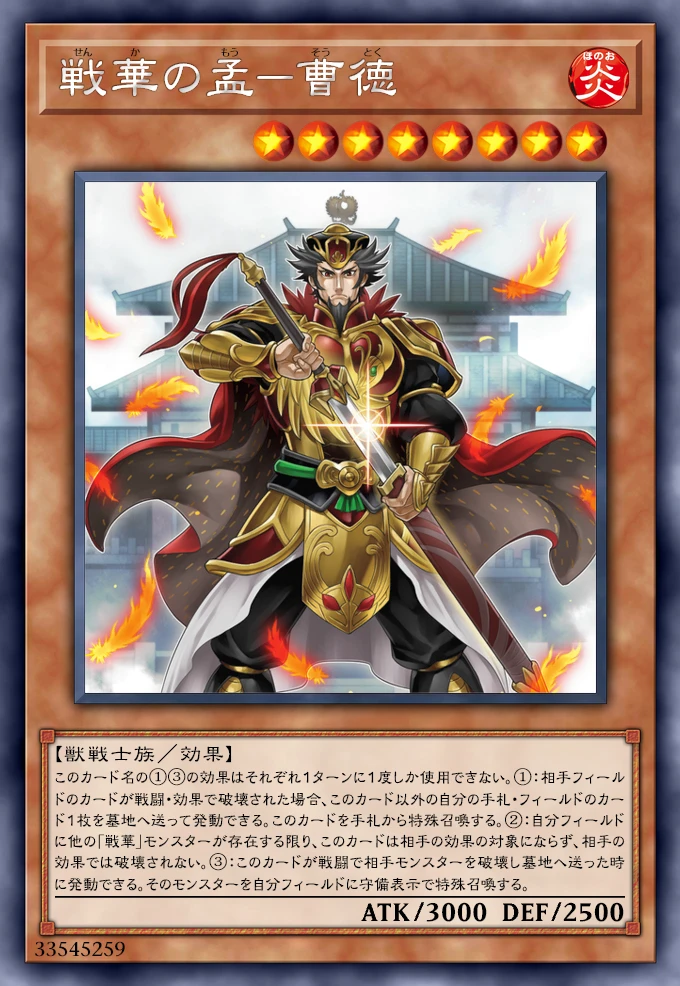 せん か もう そう とく
戦華の孟－曹徳
ほのお
炎
【獣戦士族／効果】
このカード名の①③の効果はそれぞれ1ターンに1度しか使用できない。①：相手フィール
ドのカードが戦闘・効果で破壊された場合、このカード以外の自分の手札・フィールドのカー
ド1枚を墓地へ送って発動できる。このカードを手札から特殊召喚する。②：自分フィールド
に他の「戦華」モンスターが存在する限り、このカードは相手の効果の対象にならず、相手の
効果では破壊されない。③：このカードが戦闘で相手モンスターを破壊し墓地へ送った時
に発動できる。そのモンスターを自分フィールドに守備表示で特殊召喚する。
ATK/3000 DEF/2500
33545259